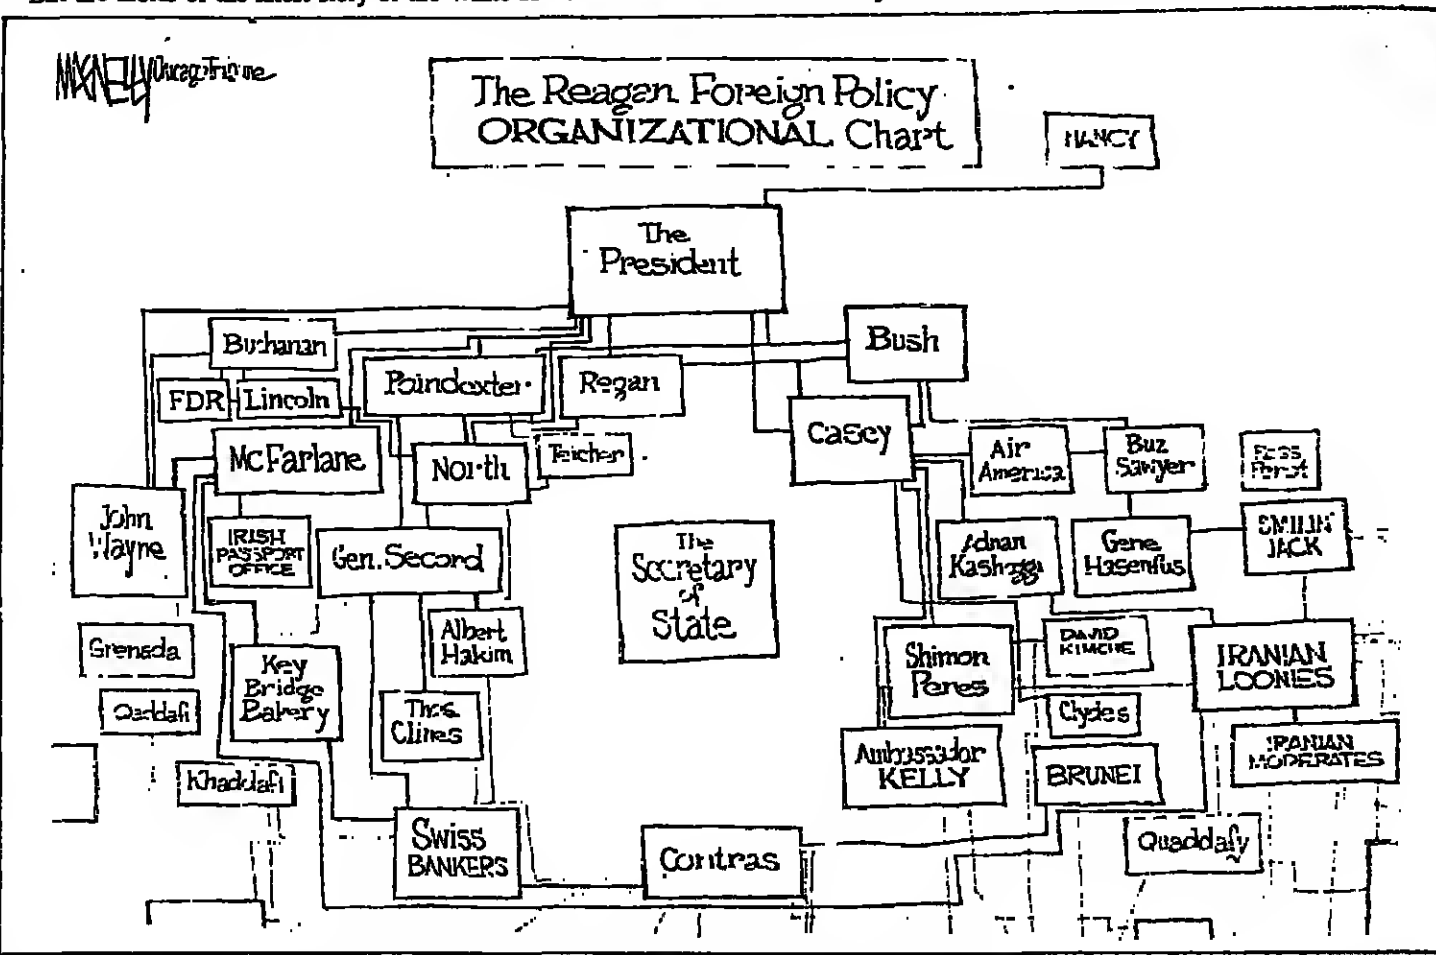 MacNELLY Chicago Tribune
The Reagan Foreign Policy
ORGANIZATIONAL Chart
NANCY
The
President
Buchanan
Bush
FDR
Lincoln
Poindexter
Regan
McFarlane
North
Teicher
Casey
Air
America
Buz
Sawyer
Ross
Perot
John
Wayne
IRISH
PASSPORT
OFFICE
Gen. Secord
The
Secretary
of
State
Adnan
Kashoggi
Gene
Hasenfus
SMILIN'
JACK
Grenada
Key
Bridge
Bakery
Albert
Hakim
Shimon
Peres
DAVID
KIMCHE
IRANIAN
LOONIES
Qaddafi
Thos
Clines
Clydes
Khaddafi
Ambassador
KELLY
BRUNEI
IRANIAN
MODERATES
Swiss
BANKERS
Contras
Quaddafy